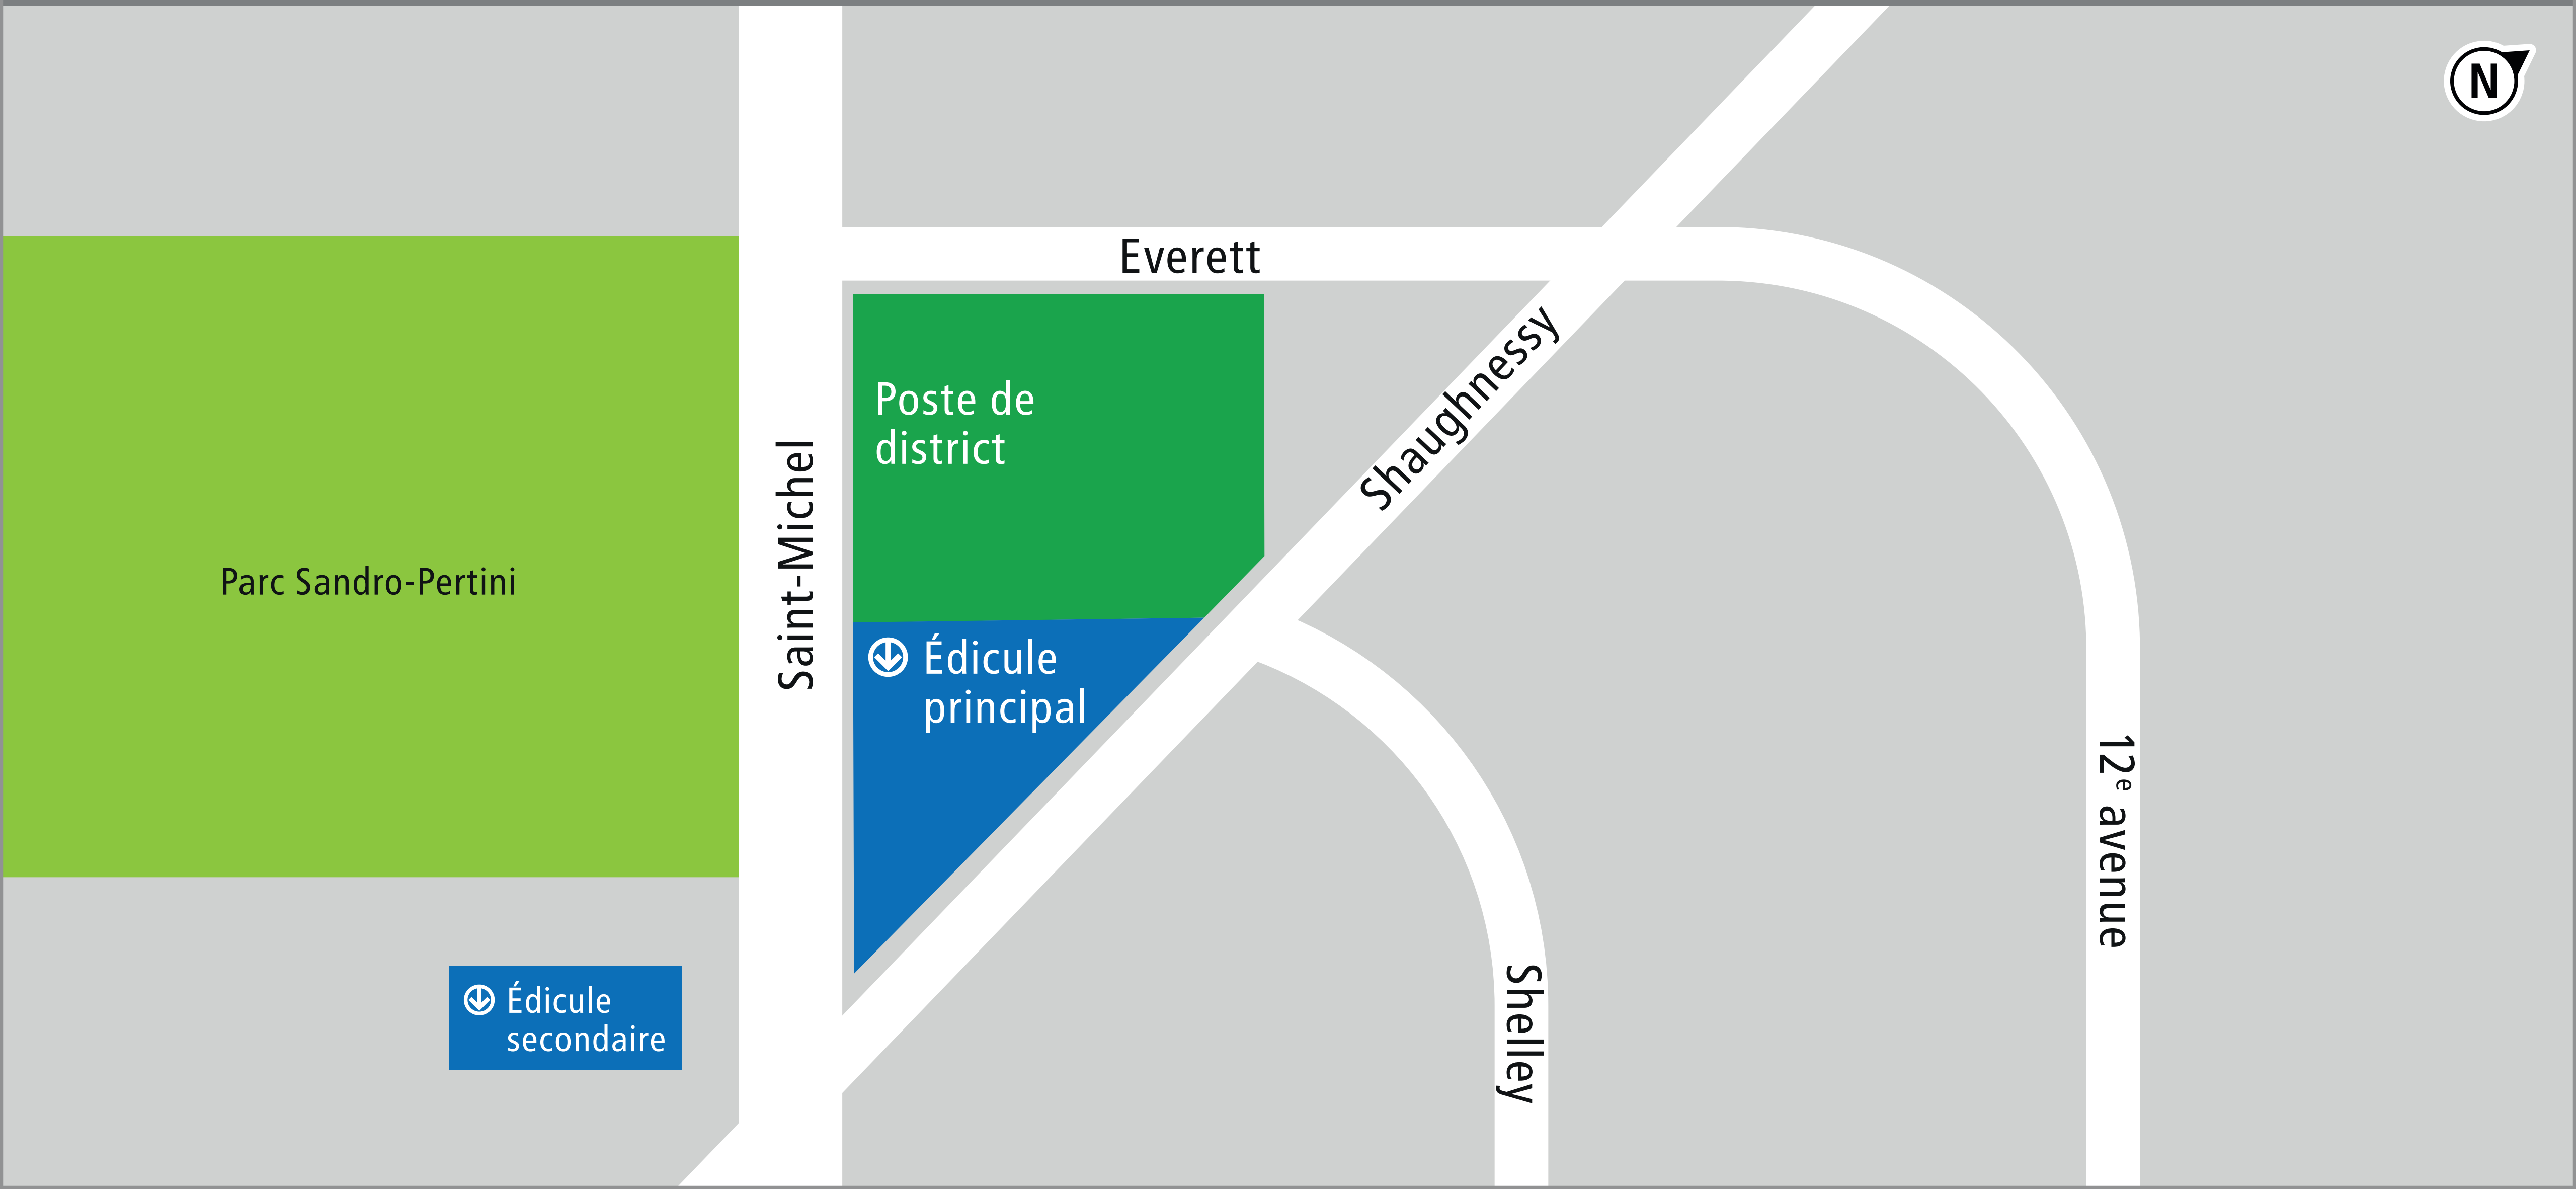 N
Everett
Shaughnessy
Poste de
district
Saint-Michel
Parc Sandro-Pertini
Édicule
principal
12e avenue
Édicule
secondaire
Shelley